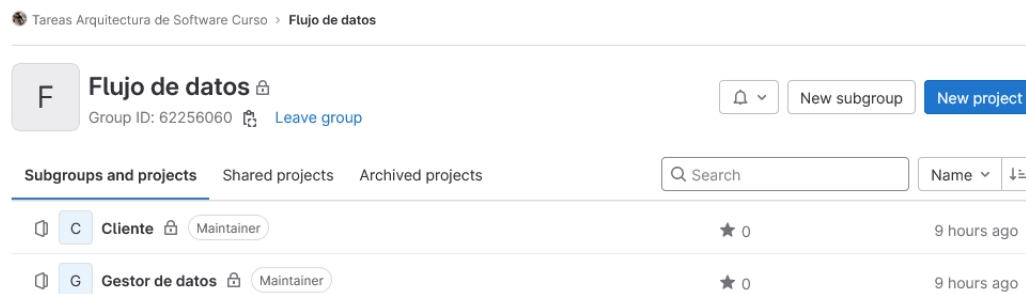 Tareas Arquitectura de Software Curso > Flujo de datos
F
Flujo de datos
Group ID: 62256060 Leave group
New subgroup
New project
Subgroups and projects Shared projects Archived projects
Search
Name
C Cliente Maintainer 0 9 hours ago
G Gestor de datos Maintainer 0 9 hours ago